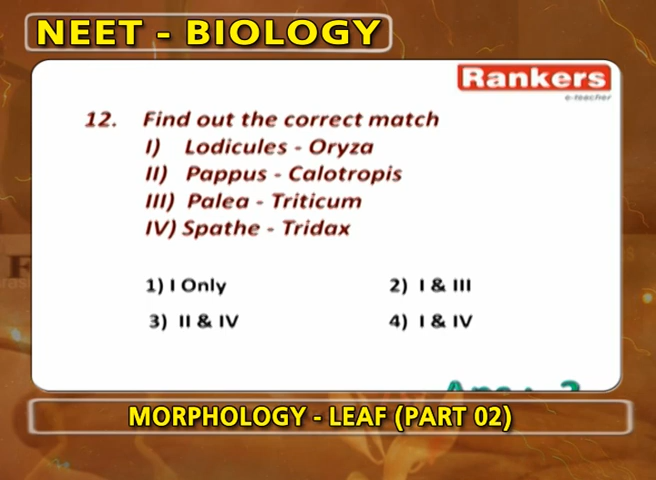 NEET - BIOLOGY
Rankers
e-teacher
12. Find out the correct match
I) Lodicules - Oryza
II) Pappus - Calotropis
III) Palea - Triticum
IV) Spathe - Tridax
1) I Only 2) I & III
3) II & IV 4) I & IV
MORPHOLOGY - LEAF (PART 02)